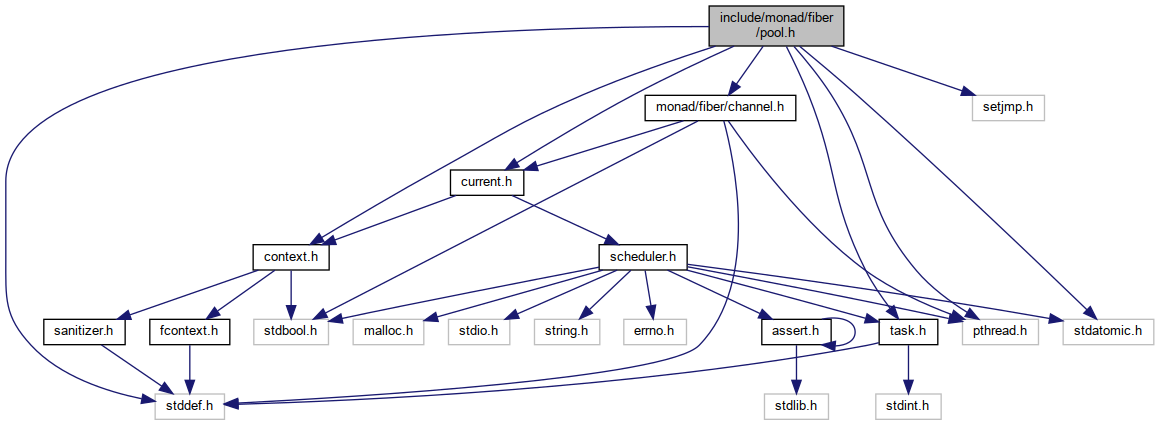 include/monad/fiber
/pool.h
monad/fiber/channel.h
setjmp.h
current.h
context.h
scheduler.h
sanitizer.h
fcontext.h
stdbool.h
malloc.h
stdio.h
string.h
errno.h
assert.h
task.h
pthread.h
stdatomic.h
stddef.h
stdlib.h
stdint.h